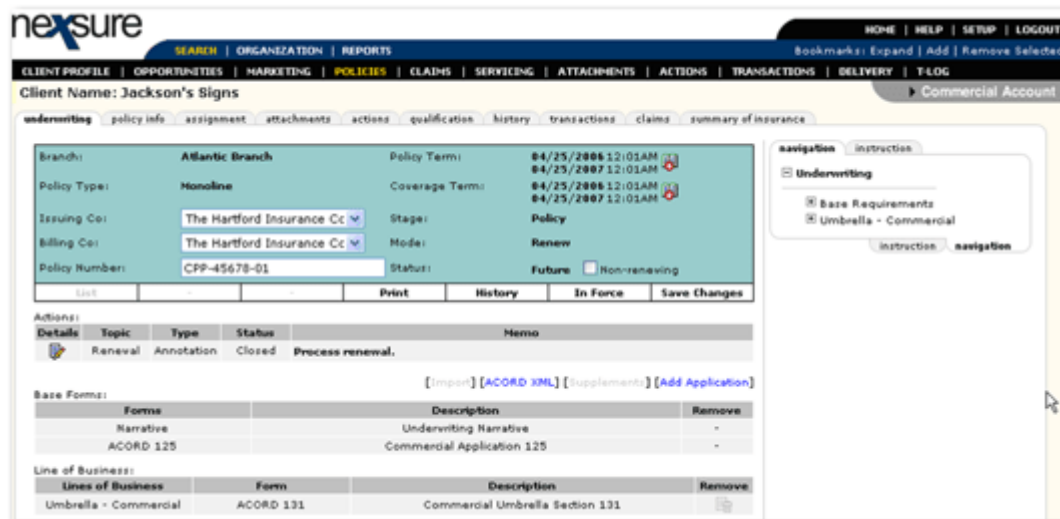 nexsure
HOME | HELP | SETUP | LOGOUT
SEARCH | ORGANIZATION | REPORTS
Bookmarks: Expand | Add | Remove Selected
CLIENT PROFILE | OPPORTUNITIES | MARKETING | POLICIES | CLAIMS | SERVICING | ATTACHMENTS | ACTIONS | TRANSACTIONS | DELIVERY | T-LOG
Client Name: Jackson's Signs
Commercial Account
underwriting policy info assignment attachments actions qualification history transactions claims summary of insurance
Branch: Atlantic Branch Policy Term: 04/25/2006 12:01AM
04/25/2007 12:01AM
Policy Type: Monoline Coverage Term: 04/25/2006 12:01AM
04/25/2007 12:01AM
Issuing Co: The Hartford Insurance Cc Stage: Policy
Billing Co: The Hartford Insurance Cc Mode: Renew
Policy Number: CPP-45678-01 Status: Future Non-renewing
List - - Print History In Force Save Changes
navigation instruction
Underwriting
Base Requirements
Umbrella - Commercial
instruction navigation
Actions:
Details Topic Type Status Memo
Renewal Annotation Closed Process renewal.
[Import] [ACORD XML] [Supplements] [Add Application]
Base Forms:
Forms Description Remove
Narrative Underwriting Narrative -
ACORD 125 Commercial Application 125 -
Line of Business:
Lines of Business Form Description Remove
Umbrella - Commercial ACORD 131 Commercial Umbrella Section 131